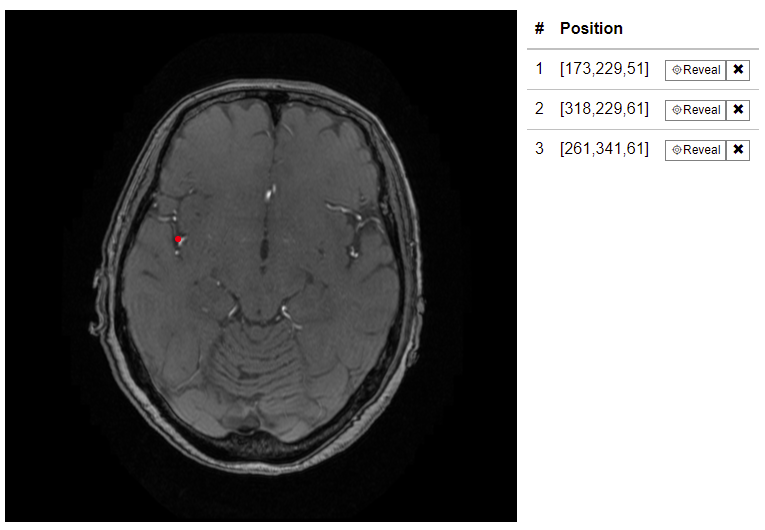 # Position
1 [173,229,51] Reveal ✖
2 [318,229,61] Reveal ✖
3 [261,341,61] Reveal ✖